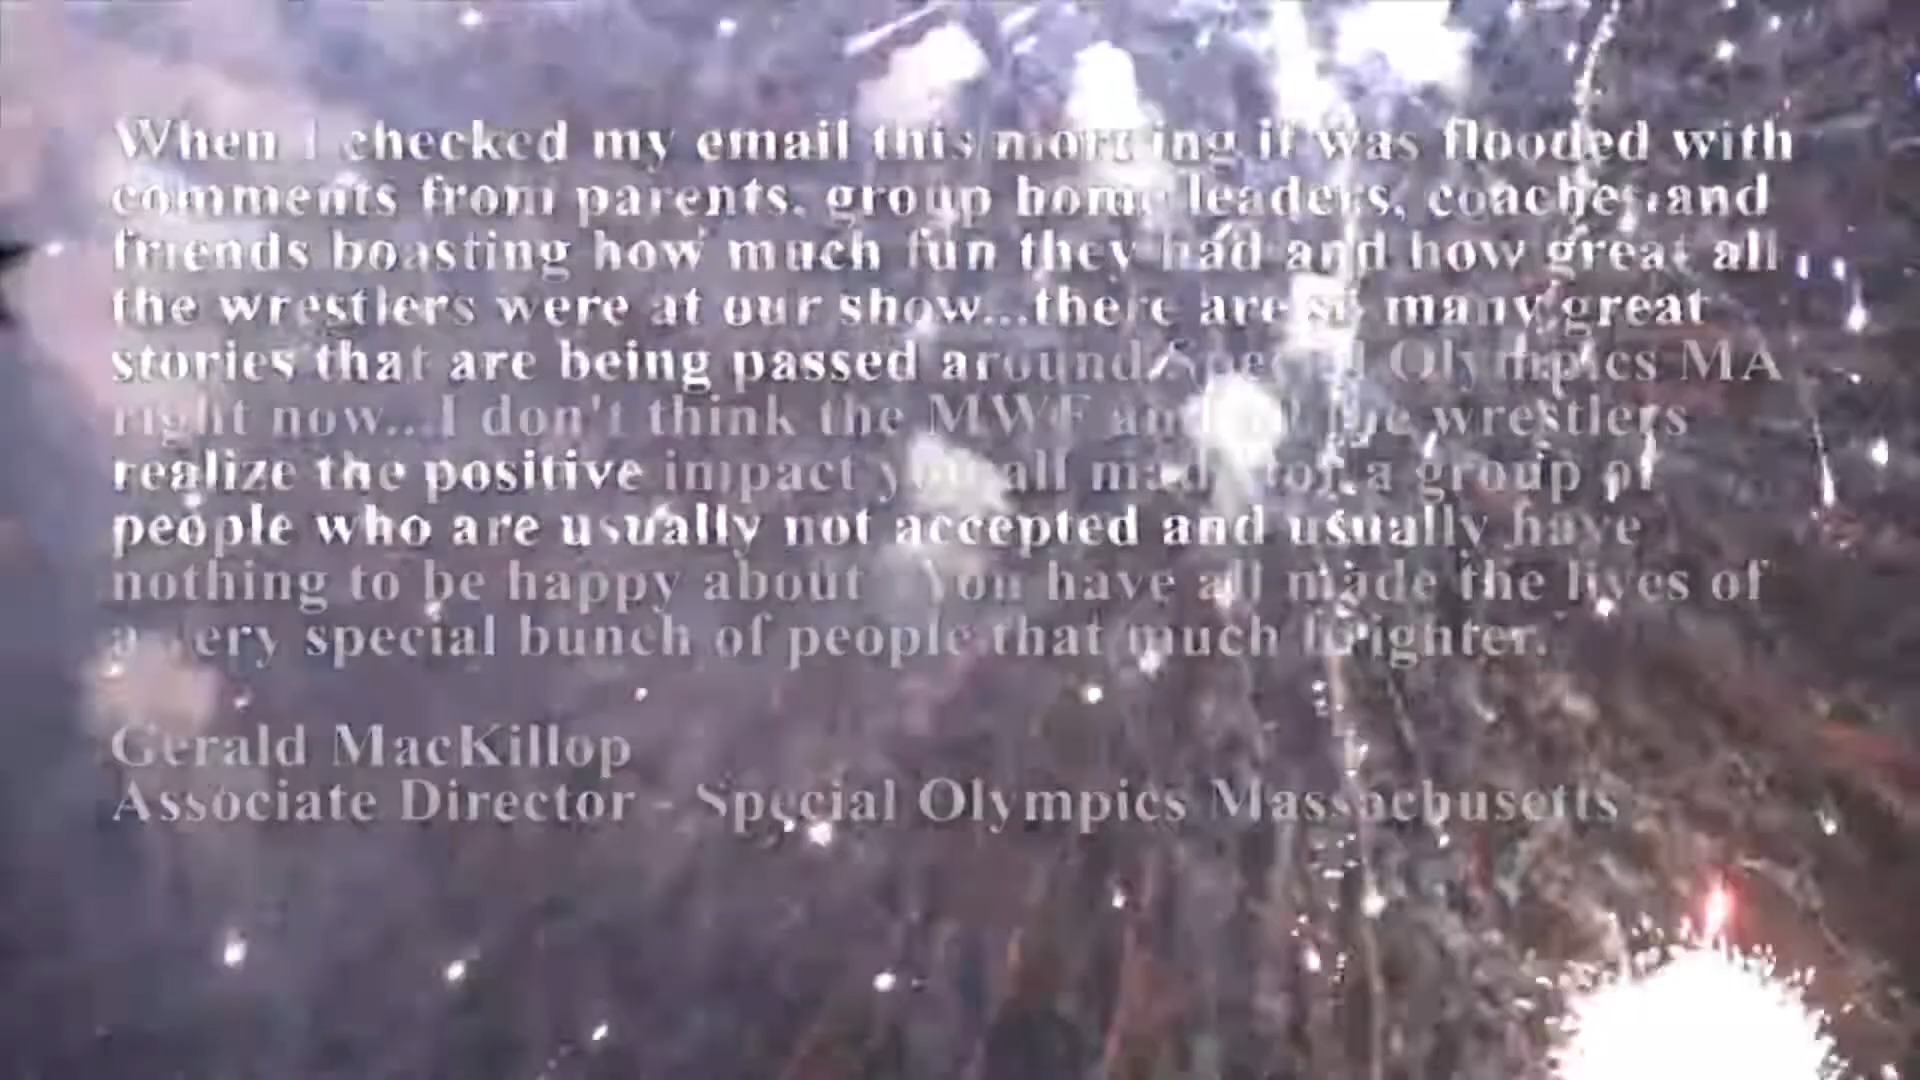 When I checked my email this morning it was flooded with
comments from parents, group home leaders, coaches and
friends boasting how much fun they had and how great all
the wrestlers were at our show...there are so many great
stories that are being passed around Special Olympics MA
right now...I don't think the MWF and all the wrestlers
realize the positive impact you all made for a group of
people who are usually not accepted and usually have
nothing to be happy about You have all made the lives of
a very special bunch of people that much brighter."
Gerald MacKillop
Associate Director - Special Olympics Massachusetts